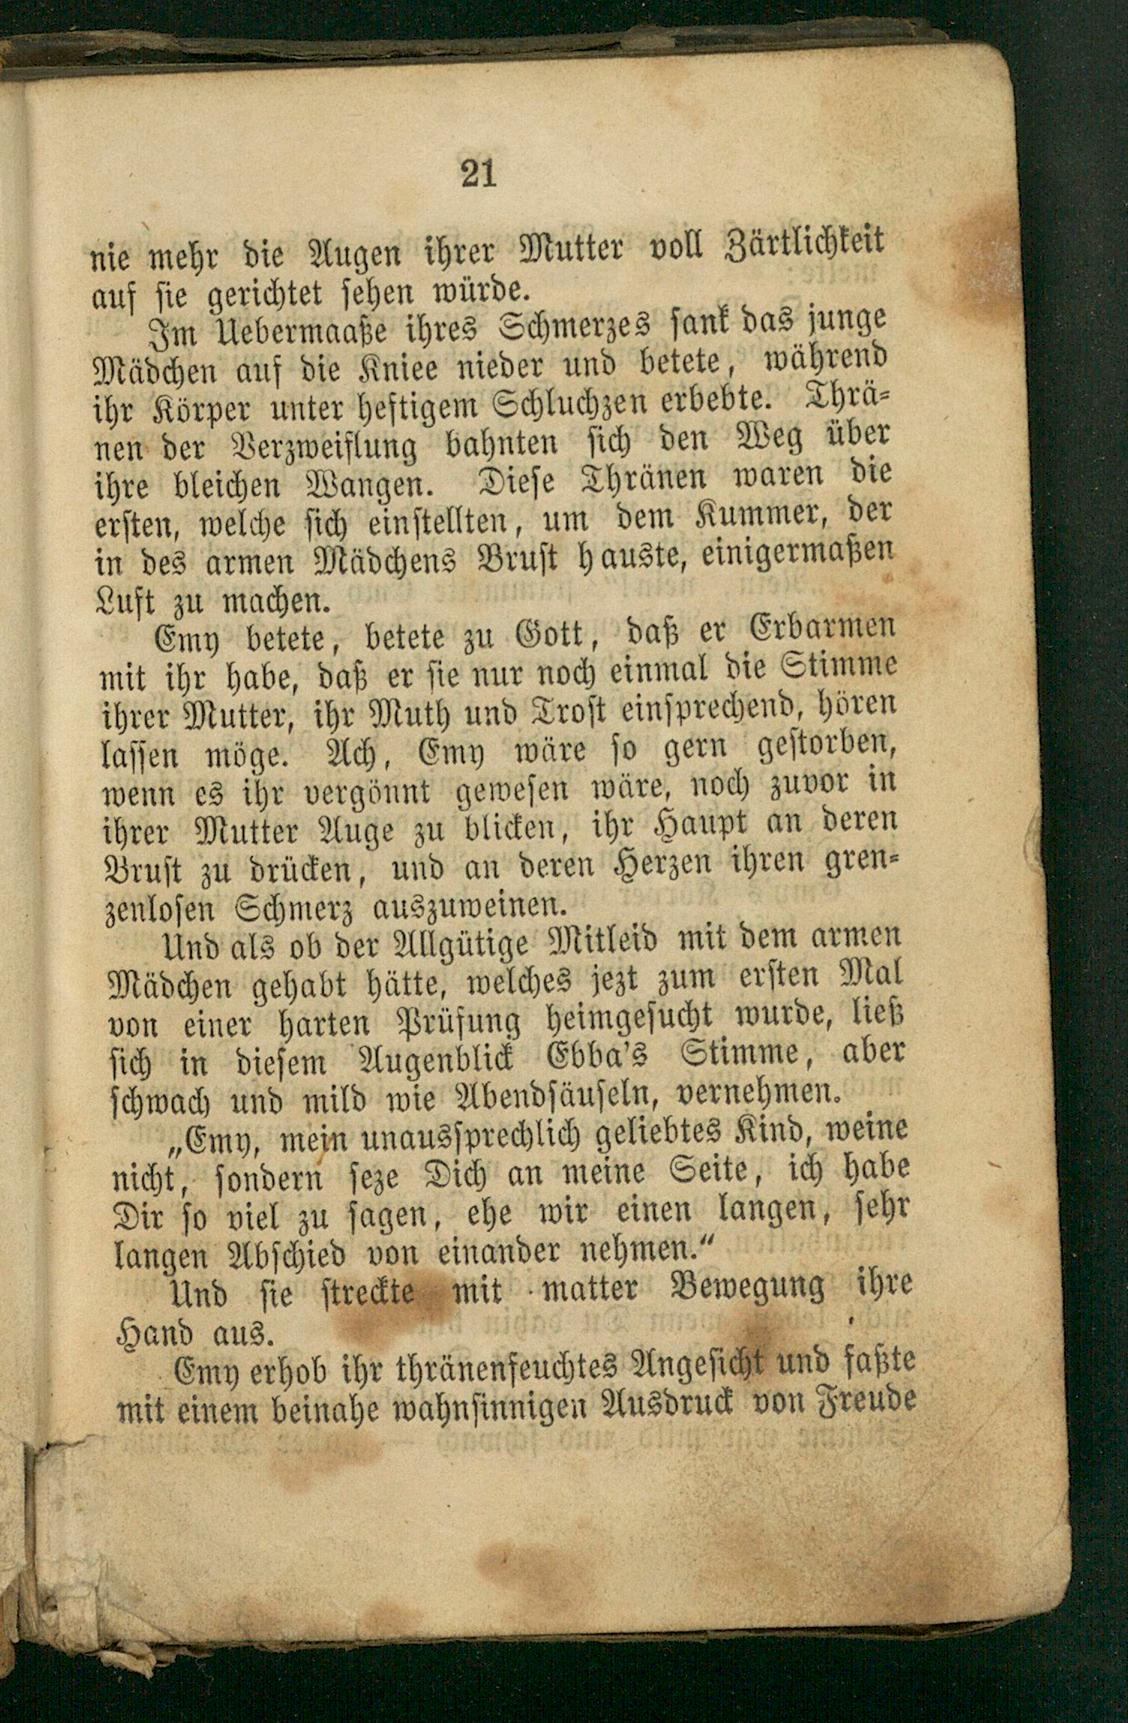 21
nie mehr die Augen ihrer Mutter voll Zärtlichkeit
auf sie gerichtet sehen würde.
Im Uebermaaße ihres Schmerzes sank das junge
Mädchen auf die Kniee nieder und betete, während
ihr Körper unter heftigem Schluchzen erbebte. Thrä-
nen der Verzweiflung bahnten sich den Weg über
ihre bleichen Wangen. Diese Thränen waren die
ersten, welche sich einstellten, um dem Kummer, der
in des armen Mädchens Brust hauste, einigermaßen
Luft zu machen.
Emy betete, betete zu Gott, daß er Erbarmen
mit ihr habe, daß er sie nur noch einmal die Stimme
ihrer Mutter, ihr Muth und Trost einsprechend, hören
lassen möge. Ach, Emy wäre so gern gestorben,
wenn es ihr vergönnt gewesen wäre, noch zuvor in
ihrer Mutter Auge zu blicken, ihr Haupt an deren
Brust zu drücken, und an deren Herzen ihren gren-
zenlosen Schmerz auszuweinen.
Und als ob der Allgütige Mitleid mit dem armen
Mädchen gehabt hätte, welches jezt zum ersten Mal
von einer harten Prüfung heimgesucht wurde, ließ
sich in diesem Augenblick Ebba's Stimme, aber
schwach und mild wie Abendsäuseln, vernehmen.
„Emy, mein unaussprechlich geliebtes Kind, weine
nicht, sondern seze Dich an meine Seite, ich habe
Dir so viel zu sagen, ehe wir einen langen, sehr
langen Abschied von einander nehmen.“
Und sie streckte mit matter Bewegung ihre
Hand aus.
Emy erhob ihr thränenfeuchtes Angesicht und faßte
mit einem beinahe wahnsinnigen Ausdruck von Freude